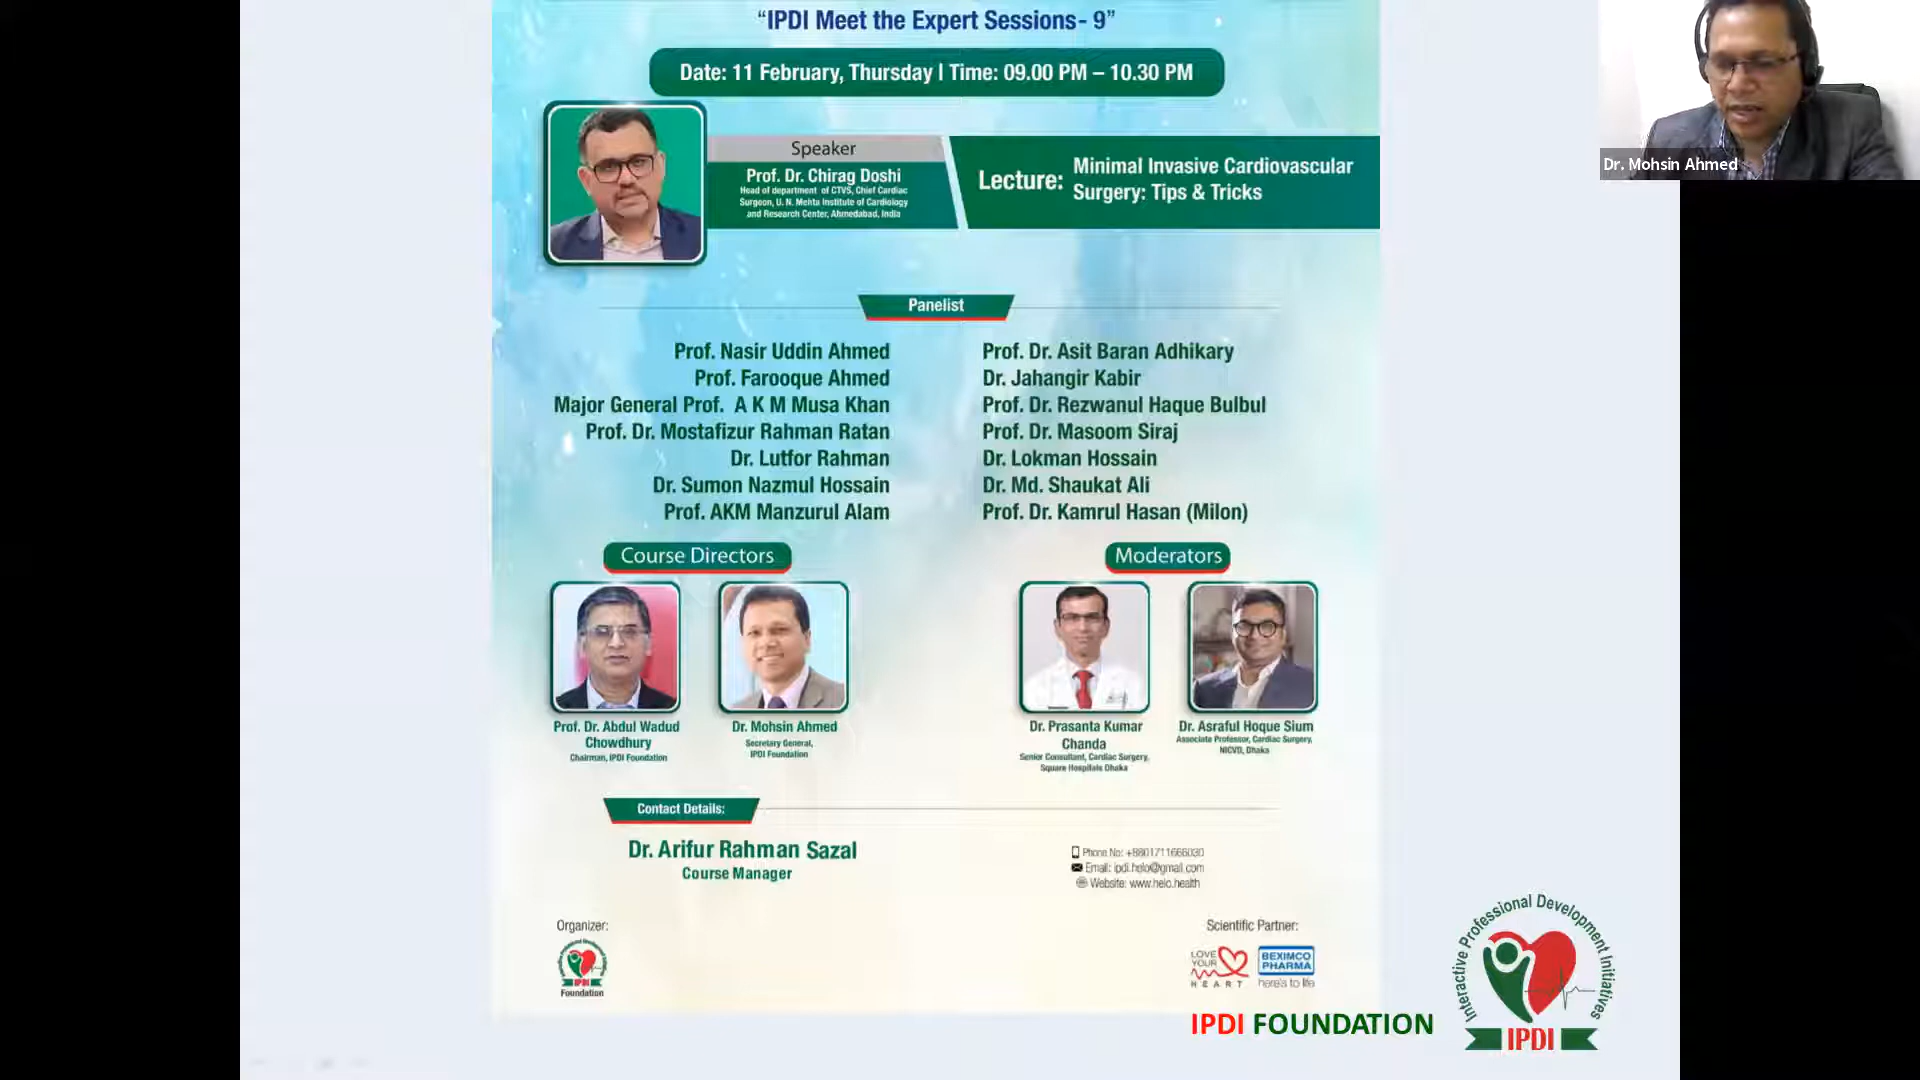 “IPDI Meet the Expert Sessions- 9”
Date: 11 February, Thursday | Time: 09.00 PM – 10.30 PM
Dr. Mohsin Ahmed
Speaker
Prof. Dr. Chirag Doshi
Head of department of CTVS, Chief Cardiac
Surgeon, U. N. Mehta Institute of Cardiology
and Research Center, Ahmedabad, India
Lecture: Minimal Invasive Cardiovascular
Surgery: Tips & Tricks
Panelist
Prof. Nasir Uddin Ahmed
Prof. Farooque Ahmed
Major General Prof. A K M Musa Khan
Prof. Dr. Mostafizur Rahman Ratan
Dr. Lutfor Rahman
Dr. Sumon Nazmul Hossain
Prof. AKM Manzurul Alam
Prof. Dr. Asit Baran Adhikary
Dr. Jahangir Kabir
Prof. Dr. Rezwanul Haque Bulbul
Prof. Dr. Masoom Siraj
Dr. Lokman Hossain
Dr. Md. Shaukat Ali
Prof. Dr. Kamrul Hasan (Milon)
Course Directors
Prof. Dr. Abdul Wadud
Chowdhury
Chairman, IPDI Foundation
Dr. Mohsin Ahmed
Secretary General,
IPDI Foundation
Moderators
Dr. Prasanta Kumar
Chanda
Senior Consultant, Cardiac Surgery,
Square Hospitals Dhaka
Dr. Asraful Hoque Sium
Associate Professor, Cardiac Surgery,
NICVD, Dhaka
Contact Details:
Dr. Arifur Rahman Sazal
Course Manager
Phone No: +8801711666030
Email: ipdi.helo@gmail.com
Website: www.helo.health
Organizer:
IPDI
Foundation
Scientific Partner:
LOVE
YOUR
HEART
BEXIMCO
PHARMA
here's to life
IPDI FOUNDATION
Interactive Professional Development Initiatives
IPDI